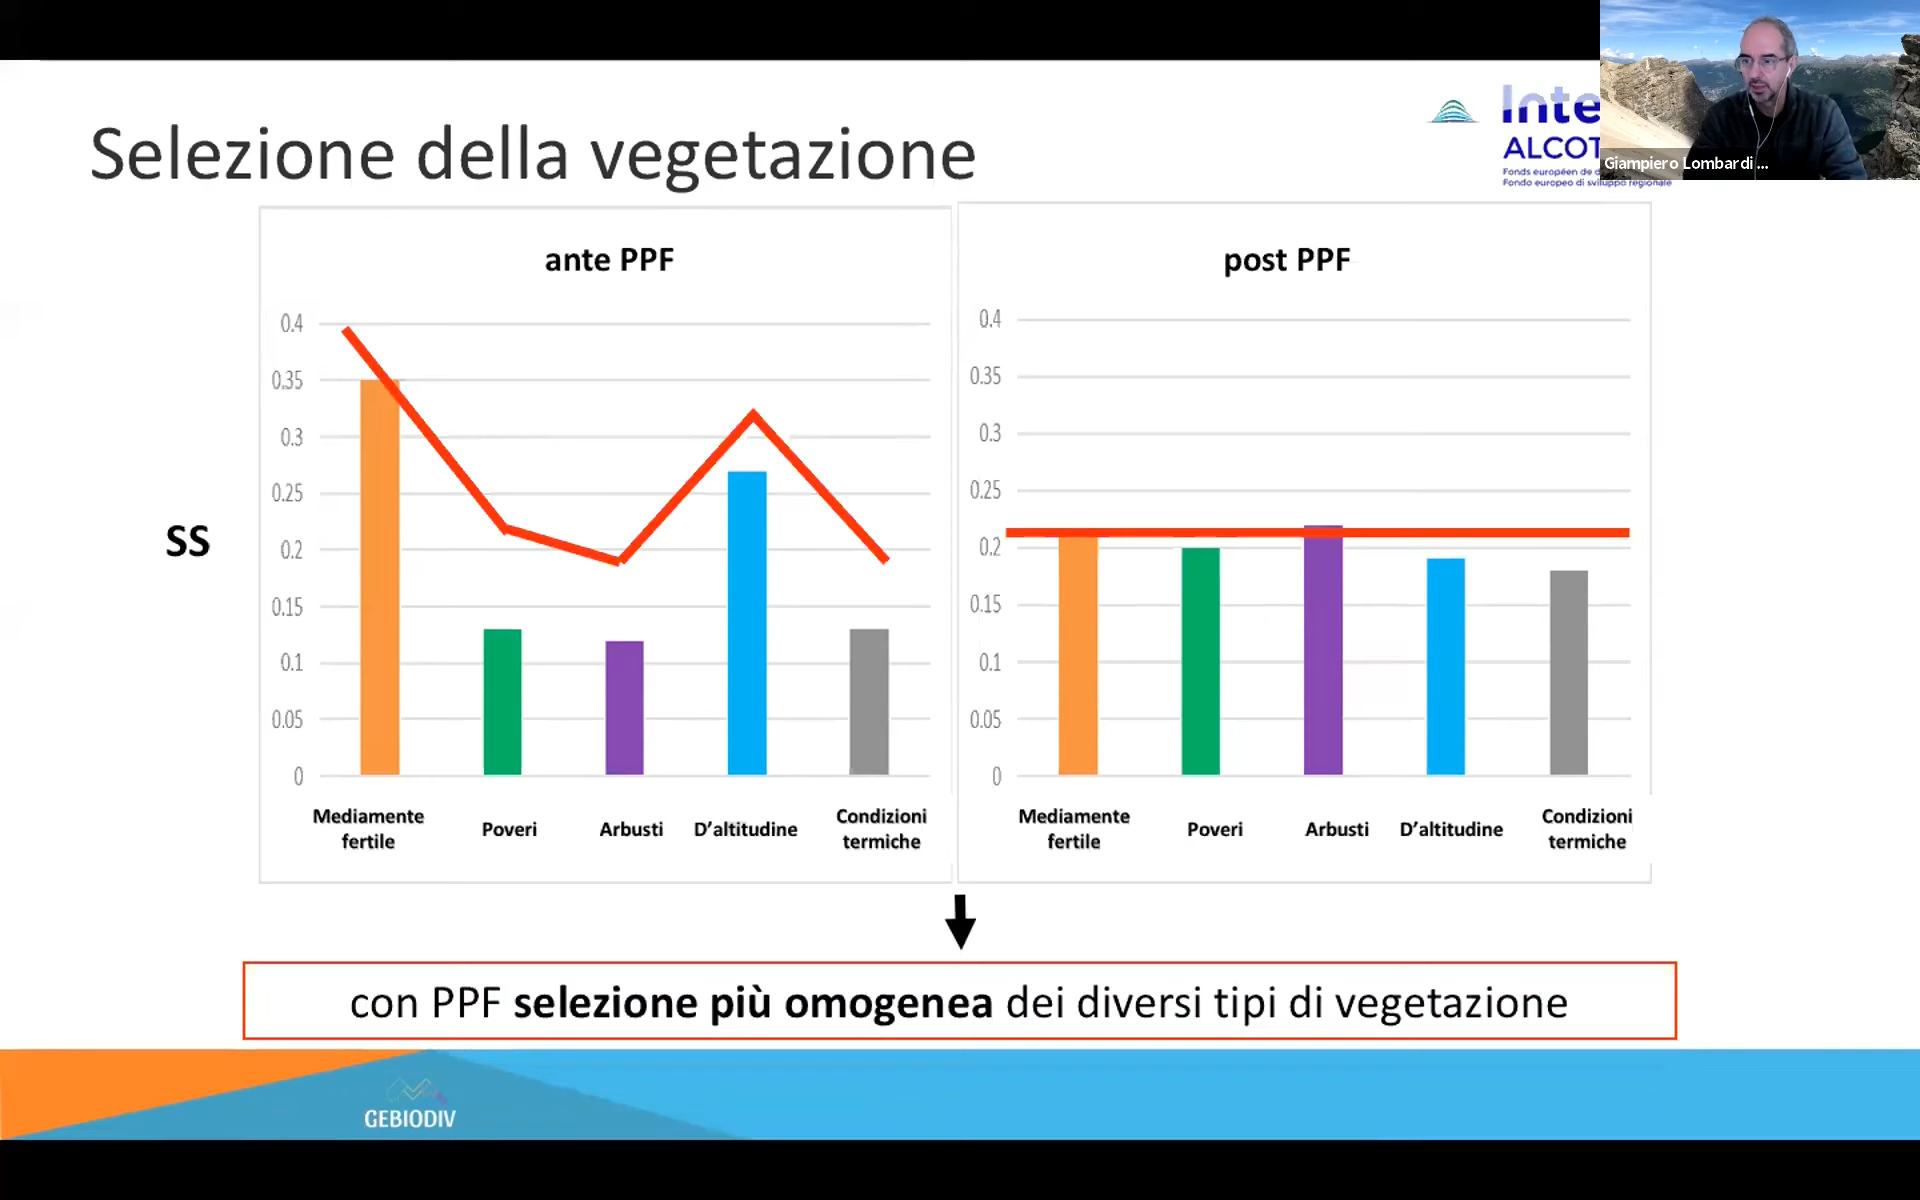 Selezione della vegetazione
Inte
ALCOT
Fonds européen de d
Fondo europeo di sviluppo regionale
Giampiero Lombardi ...
ante PPF
0.4
0.35
0.3
0.25
0.2
0.15
0.1
0.05
0
SS
Mediamente
fertile
Poveri
Arbusti
D'altitudine
Condizioni
termiche
post PPF
0.4
0.35
0.3
0.25
0.2
0.15
0.1
0.05
0
Mediamente
fertile
Poveri
Arbusti
D'altitudine
Condizioni
termiche
con PPF selezione più omogenea dei diversi tipi di vegetazione
GEBIODIV